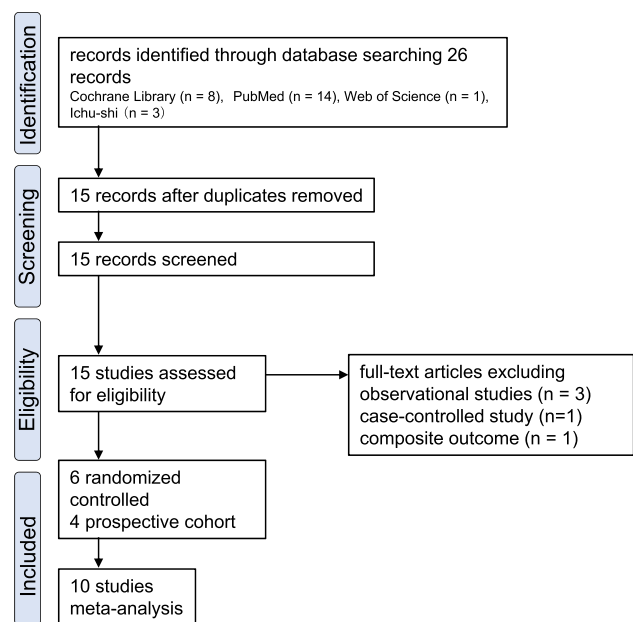 Identification
records identified through database searching 26
records
Cochrane Library (n = 8), PubMed (n = 14), Web of Science (n = 1),
Ichu-shi (n = 3)
Screening
15 records after duplicates removed
15 records screened
Eligibility
15 studies assessed
for eligibility
full-text articles excluding
observational studies (n = 3)
case-controlled study (n=1)
composite outcome (n = 1)
Included
6 randomized
controlled
4 prospective cohort
10 studies
meta-analysis